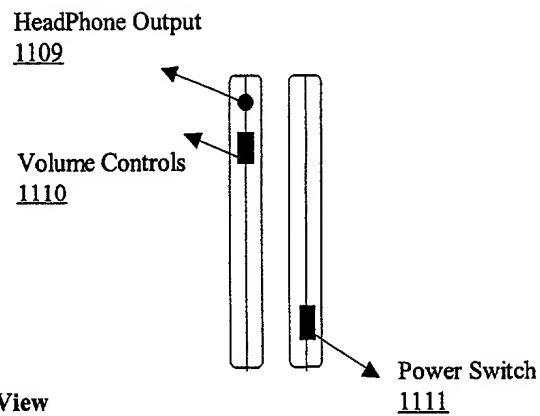 HeadPhone Output
1109
Volume Controls
1110
Power Switch
1111
View